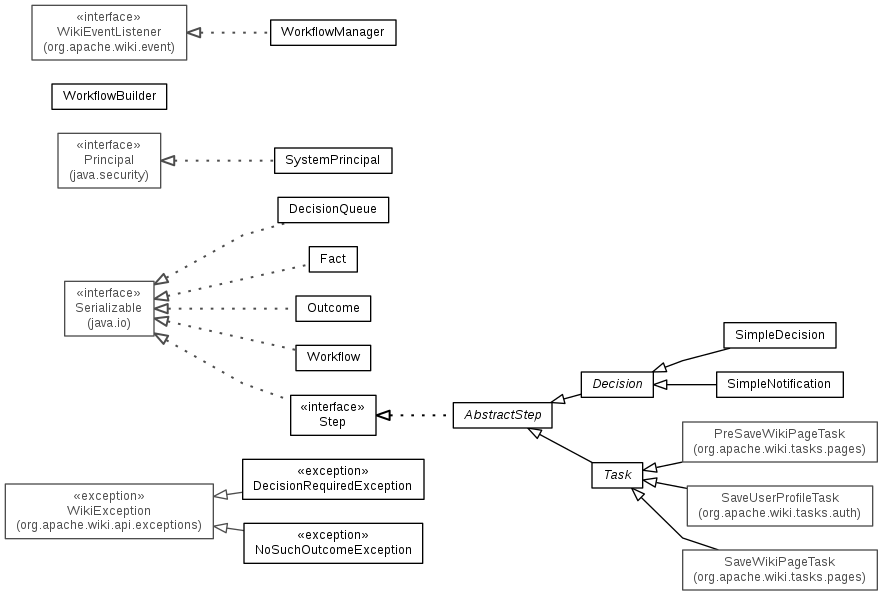 «interface»
WikiEventListener
(org.apache.wiki.event)
WorkflowManager
WorkflowBuilder
«interface»
Principal
(java.security)
SystemPrincipal
DecisionQueue
Fact
«interface»
Serializable
(java.io)
Outcome
Workflow
«interface»
Step
AbstractStep
Decision
SimpleDecision
SimpleNotification
Task
PreSaveWikiPageTask
(org.apache.wiki.tasks.pages)
SaveUserProfileTask
(org.apache.wiki.tasks.auth)
SaveWikiPageTask
(org.apache.wiki.tasks.pages)
«exception»
WikiException
(org.apache.wiki.api.exceptions)
«exception»
DecisionRequiredException
«exception»
NoSuchOutcomeException